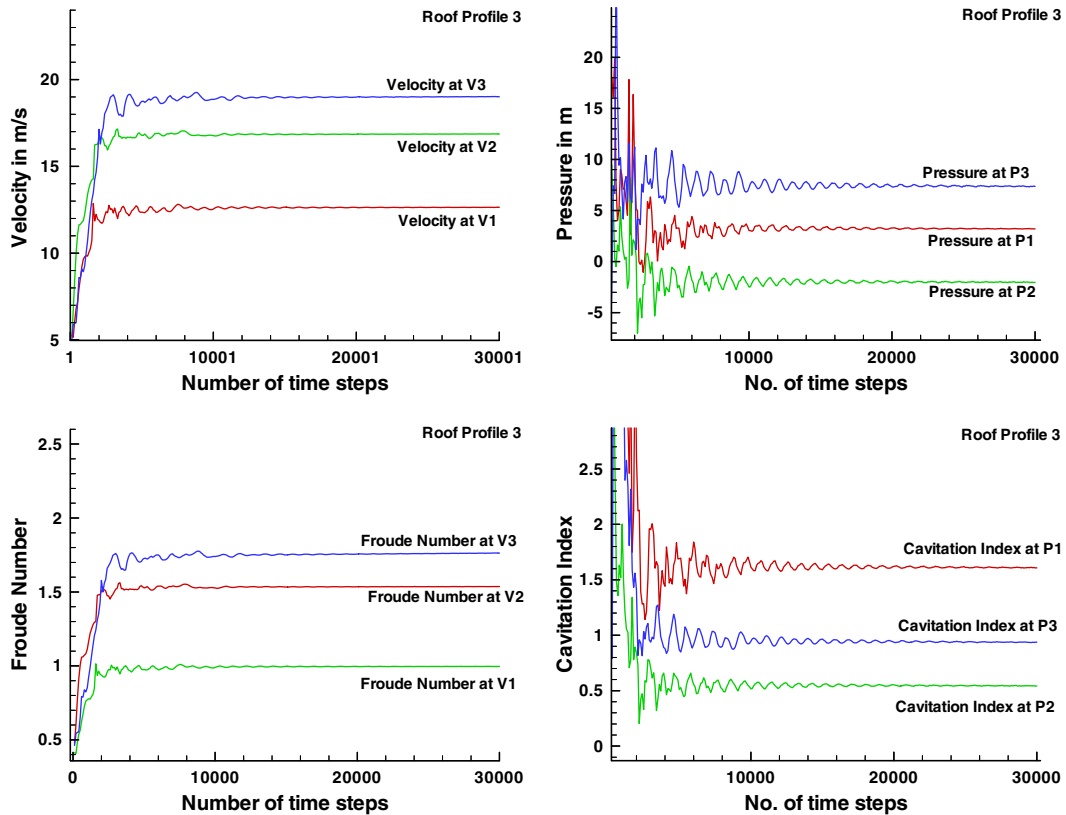 Roof Profile 3
Velocity in m/s
20
15
10
5
Velocity at V3
Velocity at V2
Velocity at V1
1
10001
20001
30001
Number of time steps
Roof Profile 3
Pressure in m
20
15
10
5
0
-5
Pressure at P3
Pressure at P1
Pressure at P2
10000
20000
30000
No. of time steps
Roof Profile 3
Froude Number
2.5
2
1.5
1
0.5
Froude Number at V3
Froude Number at V2
Froude Number at V1
0
10000
20000
30000
Number of time steps
Roof Profile 3
Cavitation Index
2.5
2
1.5
1
0.5
0
Cavitation Index at P1
Cavitation Index at P3
Cavitation Index at P2
10000
20000
30000
No. of time steps